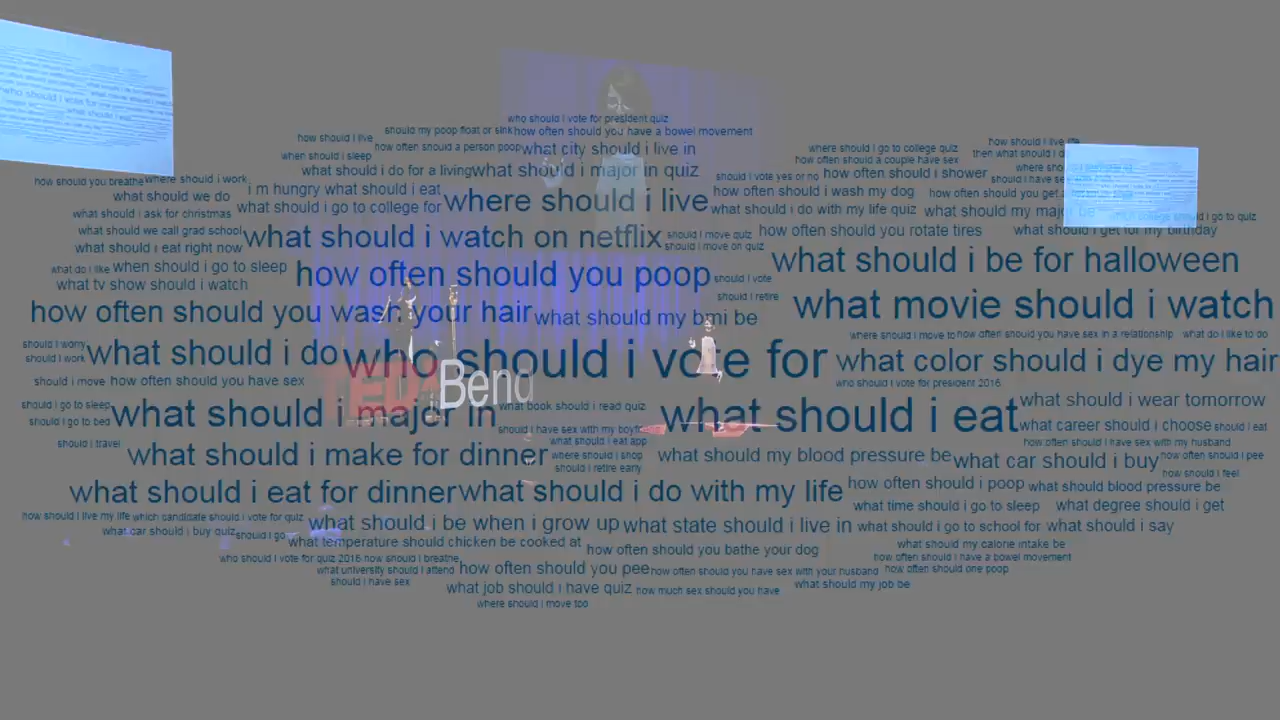 who should i vote for president quiz
how should i live should my poop float or sink how often should you have a bowel movement
how often should a person poop what city should i live in where should i go to college quiz how should i live life
when should i sleep how often should a couple have sex then what should i d
what should i do for a living what should i major in quiz should i vote yes or no how often should i shower
how should you breathe where should i work i m hungry what should i eat how often should i wash my dog how often should you get
what should we do where should i live
what should i ask for christmas what should i go to college for what should i do with my life quiz what should my major be which college should i go to quiz
what should we call grad school what should i watch on netflix should i move quiz how often should you rotate tires what should i get for my birthday
what should i eat right now should i move on quiz
what do i like when should i go to sleep how often should you poop should i vote what should i be for halloween
what tv show should i watch should i retire
how often should you wash your hair what should my bmi be what movie should i watch
where should i move to how often should you have sex in a relationship what do i like to do
should i worry what should i do who should i vote for what color should i dye my hair
should i work
should i move how often should you have sex who should i vote for president 2016
TEDx Bend
should i go to sleep what should i major in what book should i read quiz what should i eat what should i wear tomorrow
should i go to bed should i have sex with my what career should i choose should i eat
should i travel what should i eat app how often should i have sex with my husband
what should i make for dinner where should i shop what should my blood pressure be what car should i buy how often should i pee
should i retire early how should i feel
what should i eat for dinner what should i do with my life how often should i poop what should blood pressure be
what time should i go to sleep what degree should i get
how should i live my life which candidate should i vote for quiz what should i be when i grow up what state should i live in what should i go to school for what should i say
what car should i buy quiz should i go what temperature should chicken be cooked at how often should you bathe your dog what should my calorie intake be
who should i vote for quiz 2016 how should i breathe how often should i have a bowel movement
what university should i attend how often should you pee how often should you have sex with your husband how often should one poop
should i have sex what job should i have quiz how much sex should you have what should my job be
where should i move too